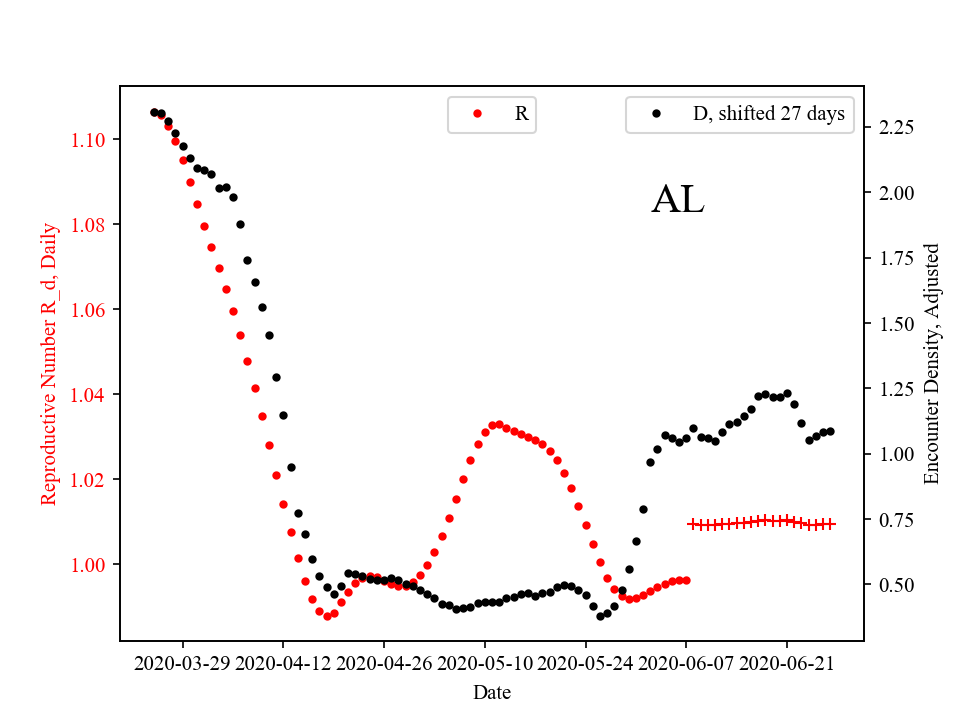 R
D, shifted 27 days
AL
Reproductive Number R_d, Daily
1.10
1.08
1.06
1.04
1.02
1.00
2.25
2.00
1.75
1.50
1.25
1.00
0.75
0.50
Encounter Density, Adjusted
2020-03-29 2020-04-12 2020-04-26 2020-05-10 2020-05-24 2020-06-07 2020-06-21
Date